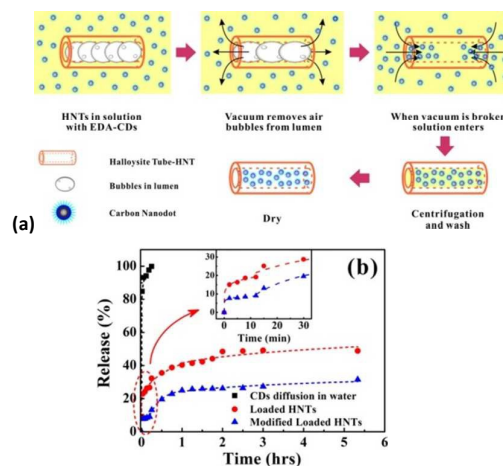 HNTs in solution
with EDA-CDs
Vacuum removes air
bubbles from lumen
When vacuum is broken
solution enters
Halloysite Tube-HNT
Bubbles in lumen
Carbon Nanodot
Dry
Centrifugation
and wash
(a)
(b)
100
80
60
40
20
0
Release (%)
30
20
10
0
0 10 20 30
Time (min)
CDs diffusion in water
Loaded HNTs
Modified Loaded HNTs
0 1 2 3 4 5 6
Time (hrs)